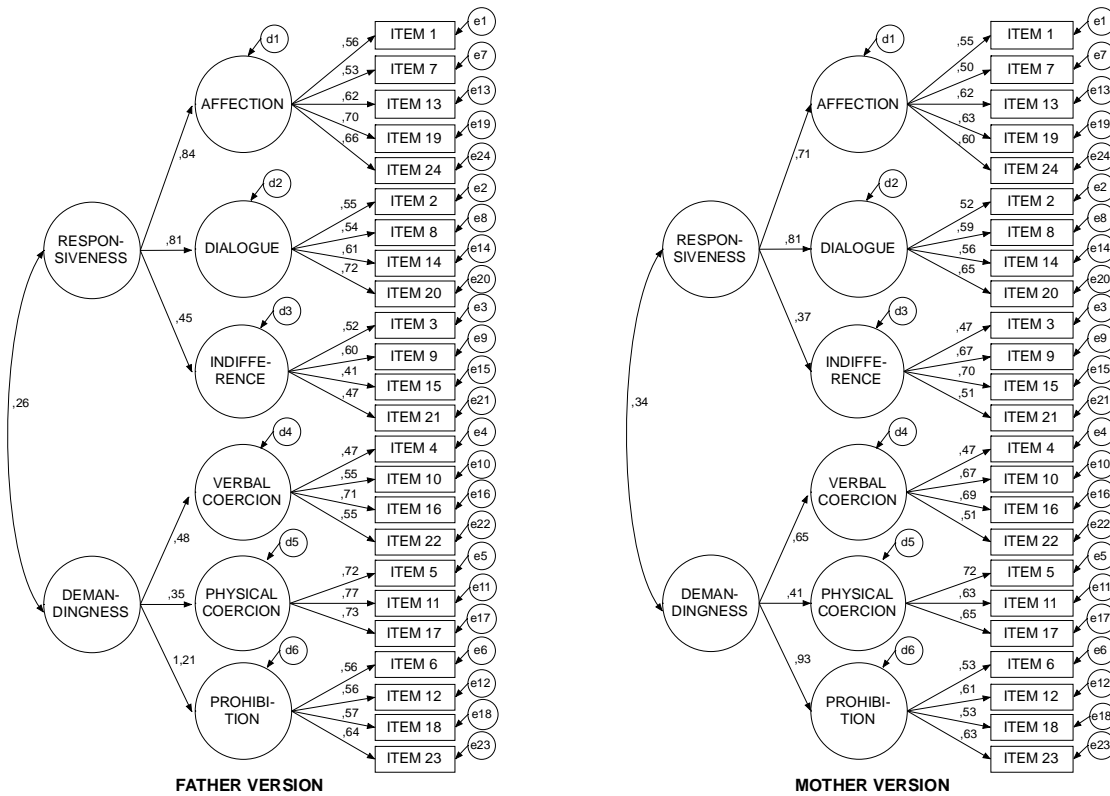 d1
AFFECTION
,56
,53
,62
,70
,66
ITEM 1
ITEM 7
ITEM 13
ITEM 19
ITEM 24
e1
e7
e13
e19
e24
,84
d2
RESPON-
SIVENESS
,81
DIALOGUE
,55
,54
,61
,72
ITEM 2
ITEM 8
ITEM 14
ITEM 20
e2
e8
e14
e20
,45
d3
INDIFFE-
RENCE
,52
,60
,41
,47
ITEM 3
ITEM 9
ITEM 15
ITEM 21
e3
e9
e15
e21
,26
d4
VERBAL
COERCION
,47
,55
,71
,55
ITEM 4
ITEM 10
ITEM 16
ITEM 22
e4
e10
e16
e22
,48
d5
DEMAN-
DINGNESS
,35
PHYSICAL
COERCION
,72
,77
,73
ITEM 5
ITEM 11
ITEM 17
e5
e11
e17
1,21
d6
PROHIBI-
TION
,56
,56
,57
,64
ITEM 6
ITEM 12
ITEM 18
ITEM 23
e6
e12
e18
e23
FATHER VERSION
d1
AFFECTION
,55
,50
,62
,63
,60
ITEM 1
ITEM 7
ITEM 13
ITEM 19
ITEM 24
e1
e7
e13
e19
e24
,71
d2
RESPON-
SIVENESS
,81
DIALOGUE
52
,59
,56
,65
ITEM 2
ITEM 8
ITEM 14
ITEM 20
e2
e8
e14
e20
,37
d3
INDIFFE-
RENCE
,47
,67
,70
,51
ITEM 3
ITEM 9
ITEM 15
ITEM 21
e3
e9
e15
e21
,34
d4
VERBAL
COERCION
,47
,67
,69
,51
ITEM 4
ITEM 10
ITEM 16
ITEM 22
e4
e10
e16
e22
,65
d5
DEMAN-
DINGNESS
,41
PHYSICAL
COERCION
72
,63
,65
ITEM 5
ITEM 11
ITEM 17
e5
e11
e17
,93
d6
PROHIBI-
TION
,53
,61
,53
,63
ITEM 6
ITEM 12
ITEM 18
ITEM 23
e6
e12
e18
e23
MOTHER VERSION